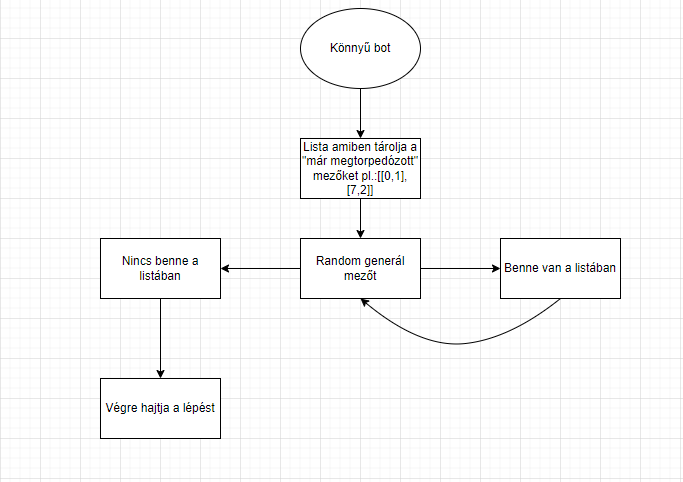 Könnyű bot
Lista amiben tárolja a
"már megtorpedózott"
mezőket pl.:[[0,1],
[7,2]]
Nincs benne a
listában
Random generál
mezőt
Benne van a listában
Végre hajtja a lépést